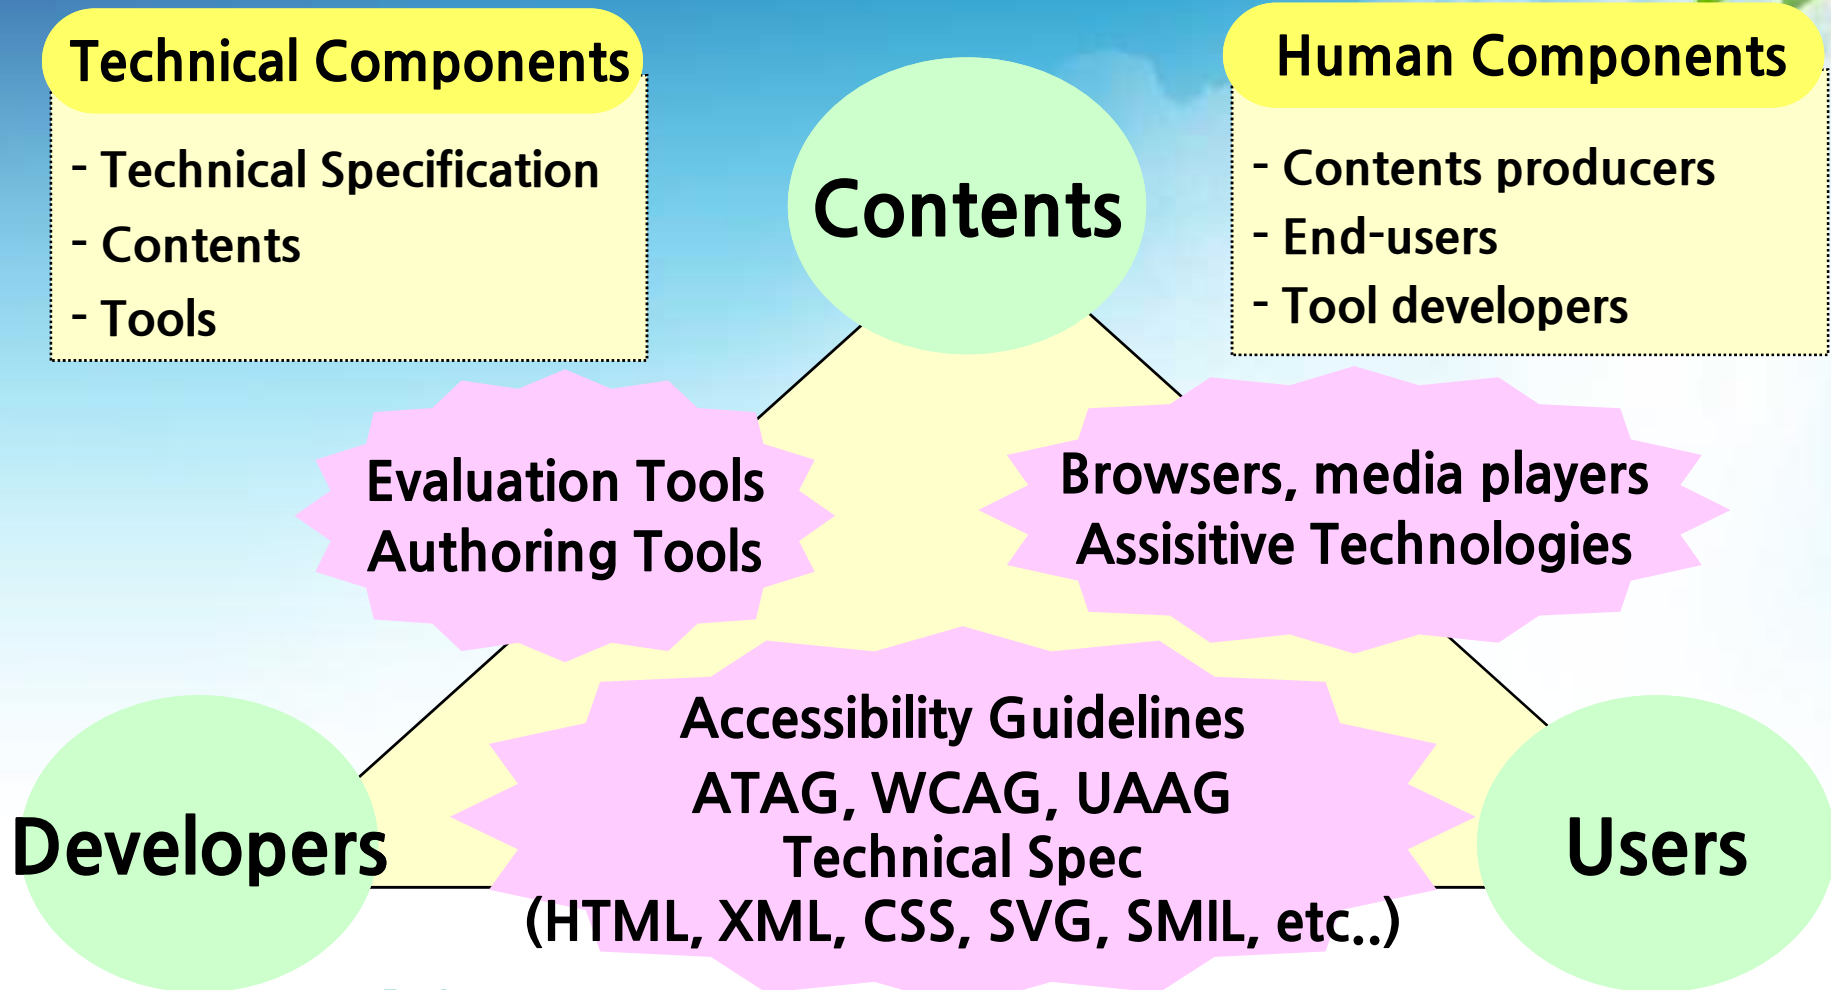 Technical Components
- Technical Specification
- Contents
- Tools
Contents
Human Components
- Contents producers
- End-users
- Tool developers
Evaluation Tools
Authoring Tools
Browsers, media players
Assisitive Technologies
Developers
Accessibility Guidelines
ATAG, WCAG, UAAG
Technical Spec
(HTML, XML, CSS, SVG, SMIL, etc..)
Users